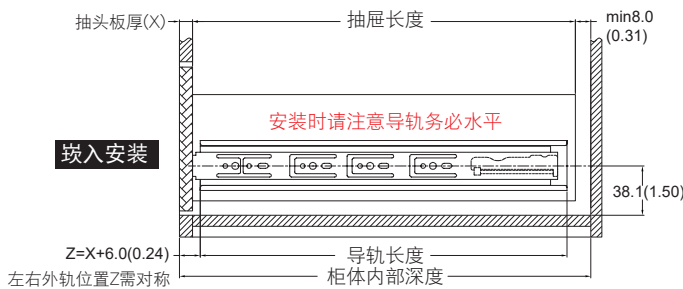 抽头板厚(X)
抽屉长度
min8.0
(0.31)
安装时请注意导轨务必水平
崁入安装
38.1(1.50)
Z=X+6.0(0.24)
导轨长度
左右外轨位置Z需对称
柜体内部深度